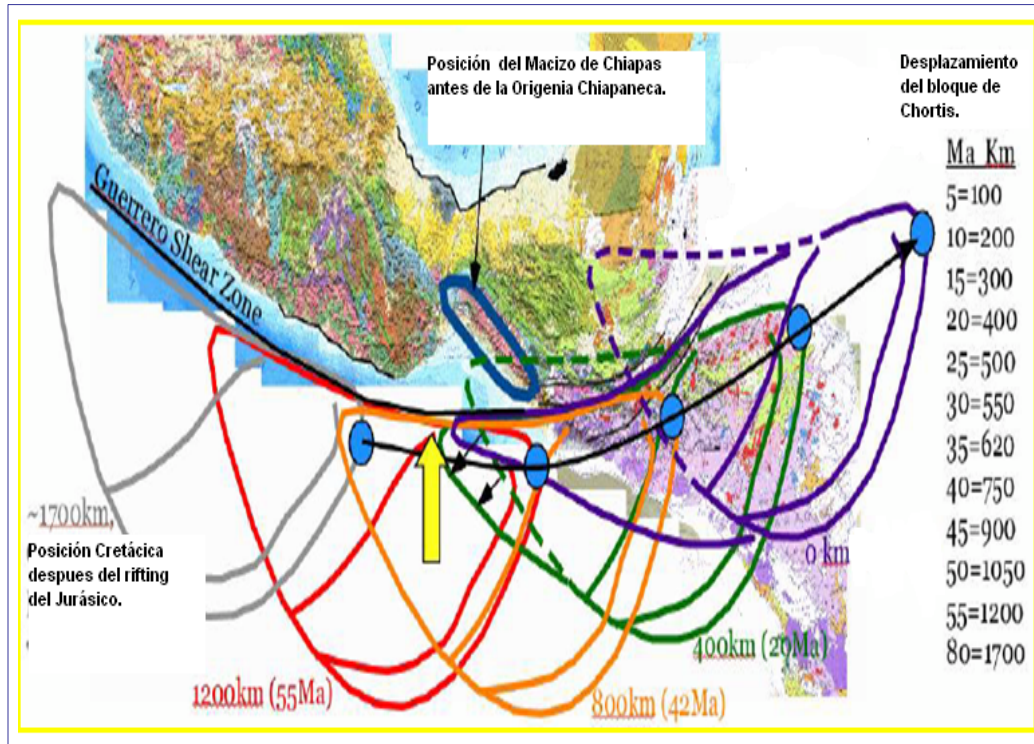 Posición del Macizo de Chiapas
antes de la Origenia Chiapaneca.
Desplazamiento
del bloque de
Chortis.
Ma Km
5=100
10=200
15=300
20=400
25=500
30=550
35=620
40=750
45=900
50=1050
55=1200
80=1700
Guerrero Shear Zone
~1700km,
Posición Cretácica
despues del rifting
del Jurásico.
0 km
400km (20Ma)
1200km (55Ma)
800km (42Ma)